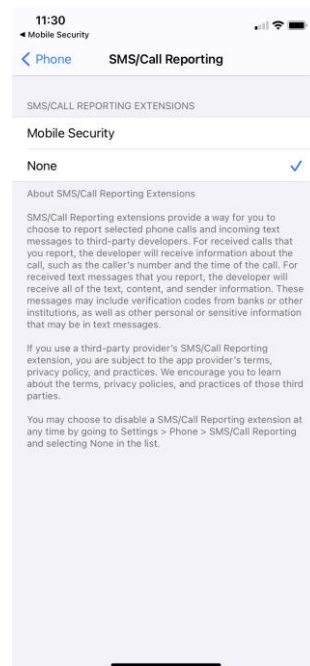 11:30
◀ Mobile Security
Phone
SMS/Call Reporting
SMS/CALL REPORTING EXTENSIONS
Mobile Security
None
About SMS/Call Reporting Extensions
SMS/Call Reporting extensions provide a way for you to
choose to report selected phone calls and incoming text
messages to third-party developers. For received calls that
you report, the developer will receive information about the
call, such as the caller's number and the time of the call. For
received text messages that you report, the developer will
receive all of the text, content, and sender information. These
messages may include verification codes from banks or other
institutions, as well as other personal or sensitive information
that may be in text messages.
If you use a third-party provider's SMS/Call Reporting
extension, you are subject to the app provider's terms,
privacy policy, and practices. We encourage you to learn
about the terms, privacy policies, and practices of those third
parties.
You may choose to disable a SMS/Call Reporting extension at
any time by going to Settings > Phone > SMS/Call Reporting
and selecting None in the list.